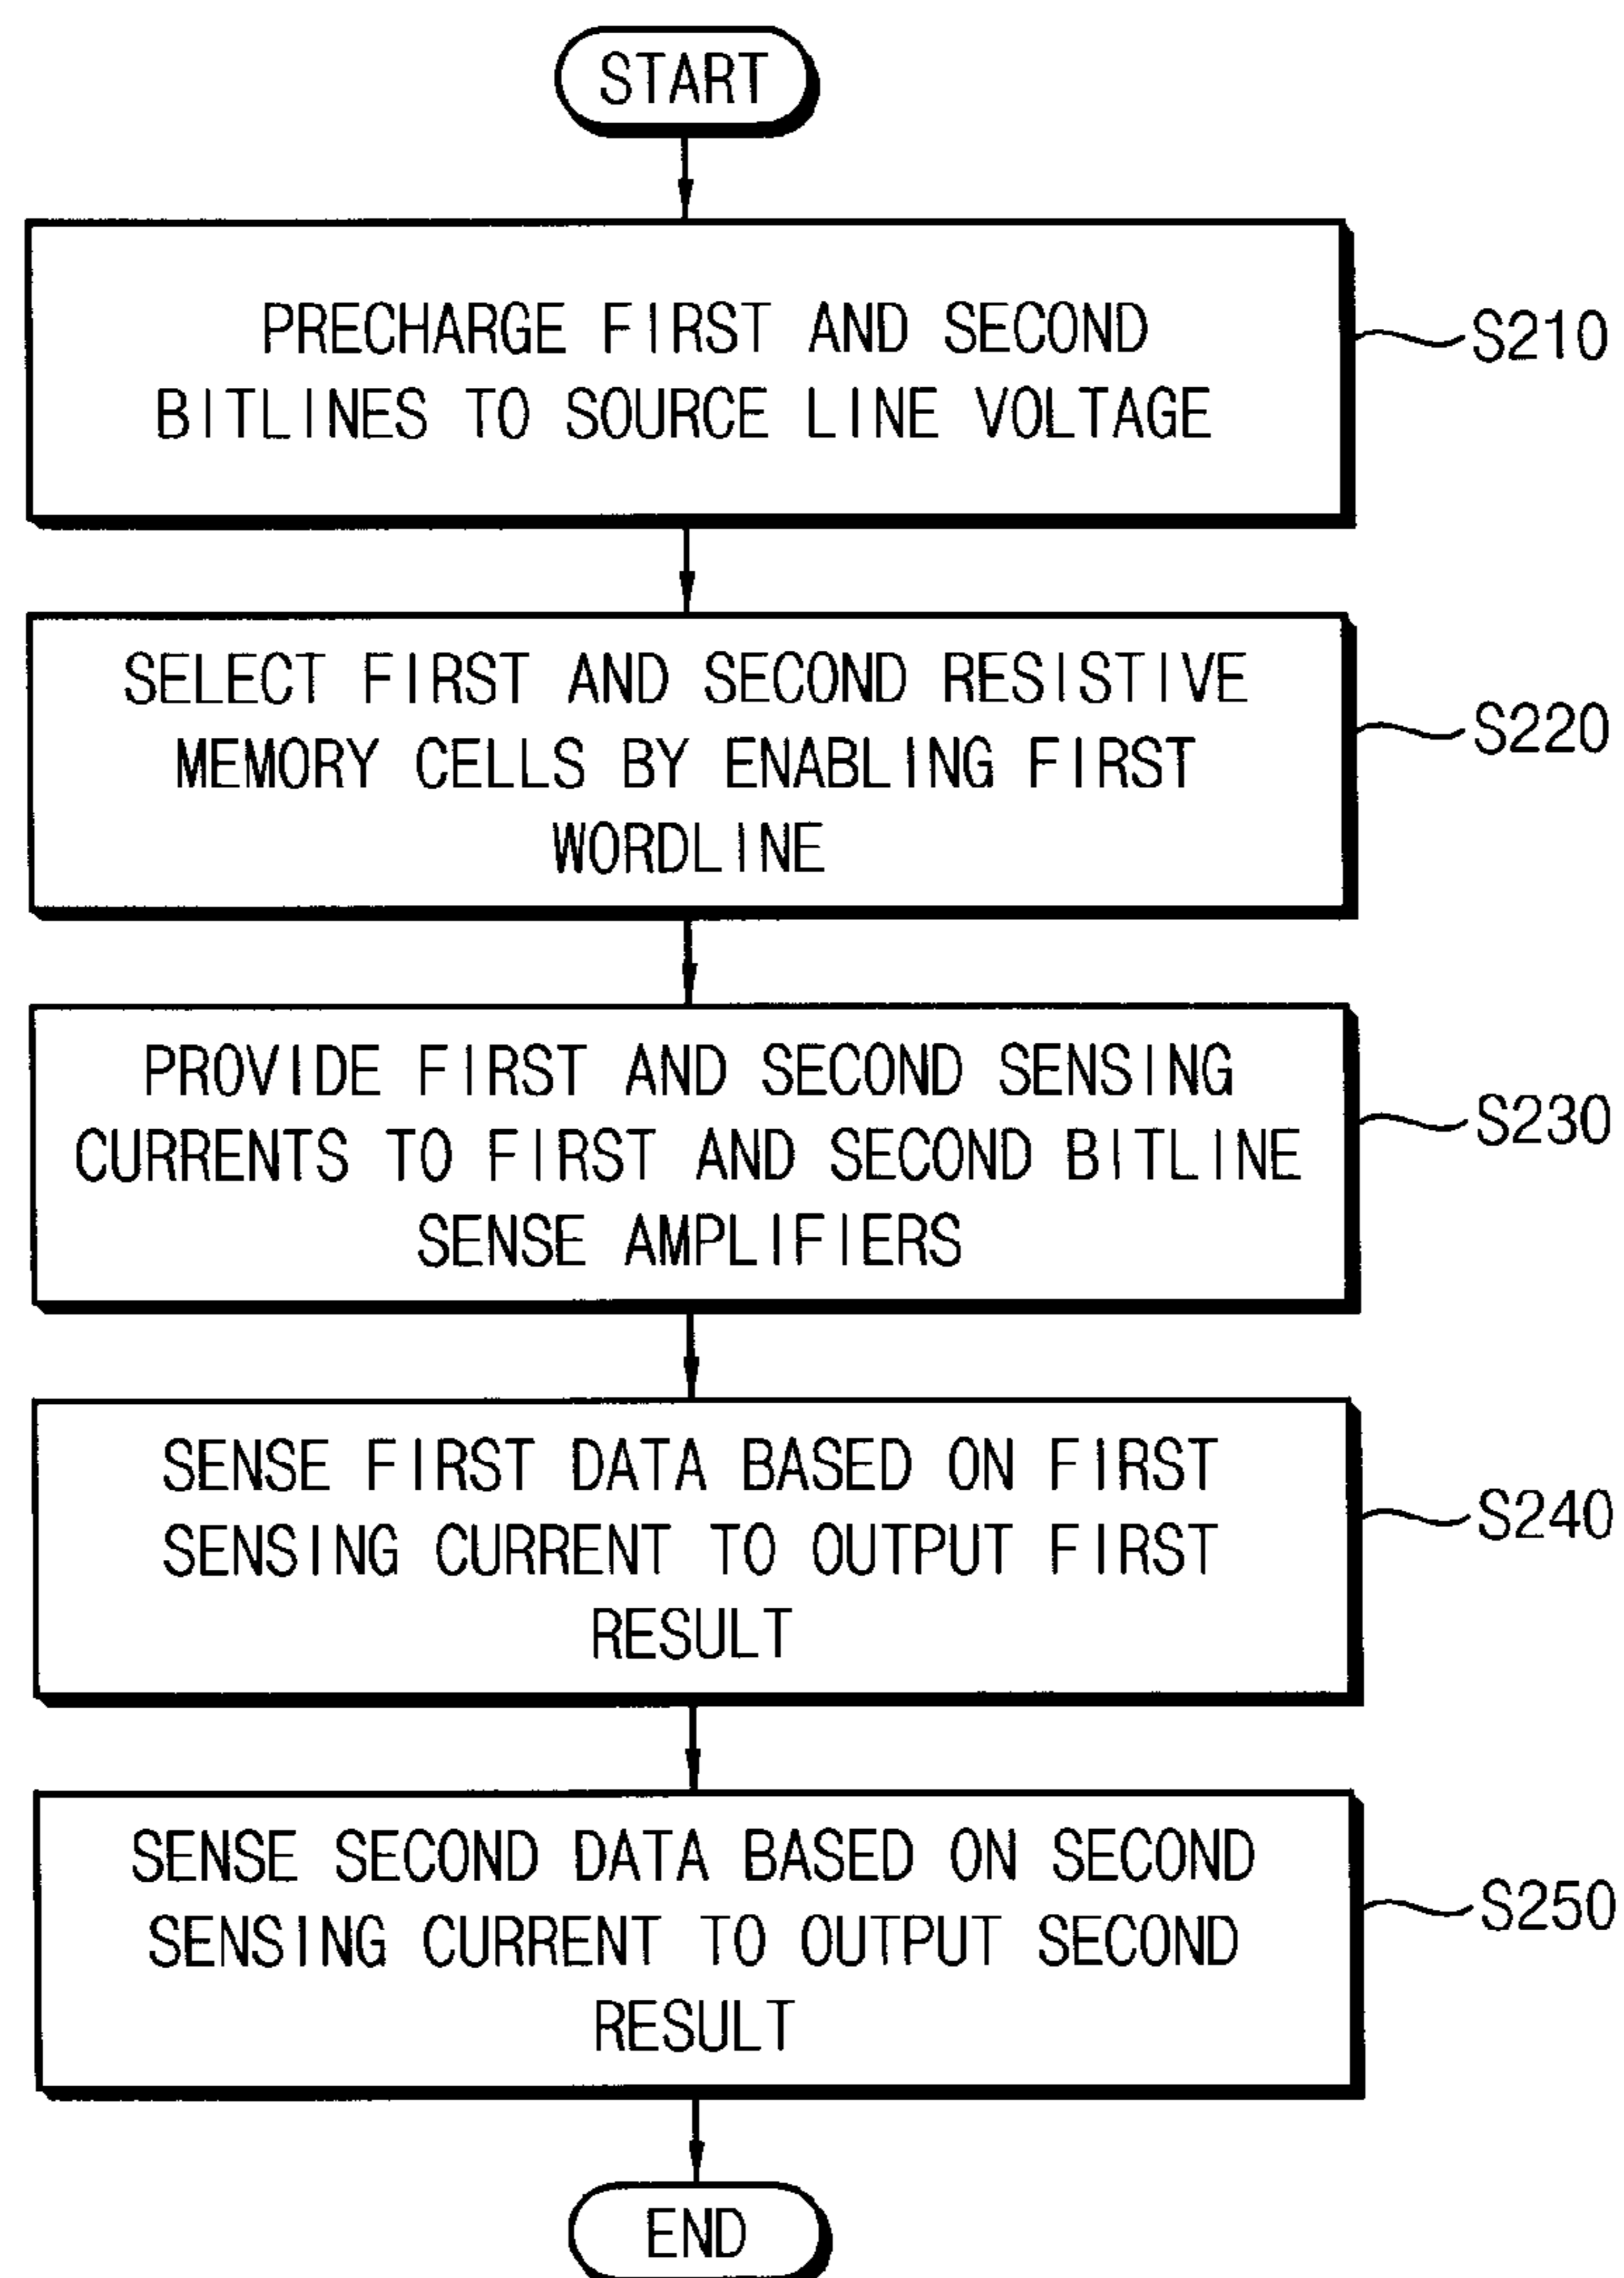 START
PRECHARGE FIRST AND SECOND
BITLINES TO SOURCE LINE VOLTAGE
S210
SELECT FIRST AND SECOND RESISTIVE
MEMORY CELLS BY ENABLING FIRST
WORDLINE
S220
PROVIDE FIRST AND SECOND SENSING
CURRENTS TO FIRST AND SECOND BITLINE
SENSE AMPLIFIERS
S230
SENSE FIRST DATA BASED ON FIRST
SENSING CURRENT TO OUTPUT FIRST
RESULT
S240
SENSE SECOND DATA BASED ON SECOND
SENSING CURRENT TO OUTPUT SECOND
RESULT
S250
END